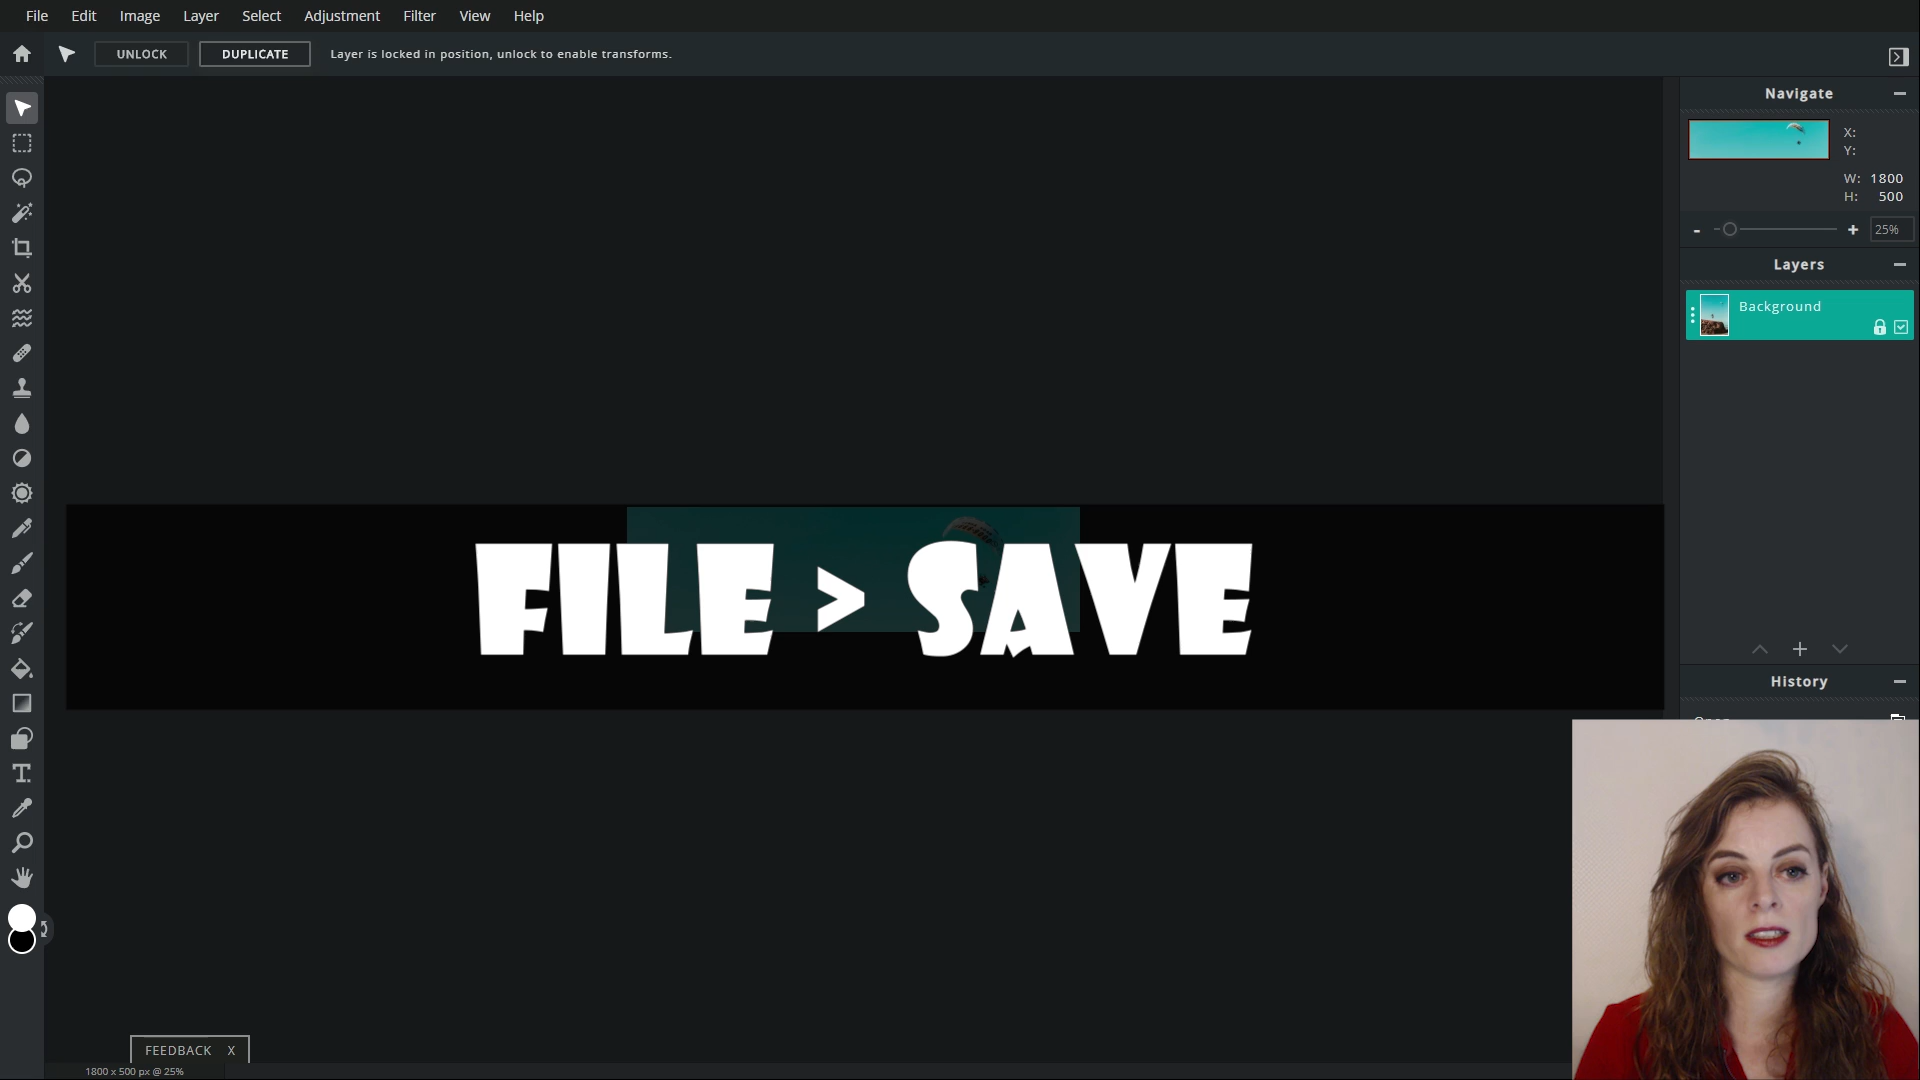 File Edit Image Layer Select Adjustment Filter View Help
UNLOCK DUPLICATE Layer is locked in position, unlock to enable transforms.
Navigate
X:
Y:
W: 1800
H: 500
- + 25%
Layers
Background
FILE > SAVE
History
Open
FEEDBACK X
1800 x 500 px @ 25%